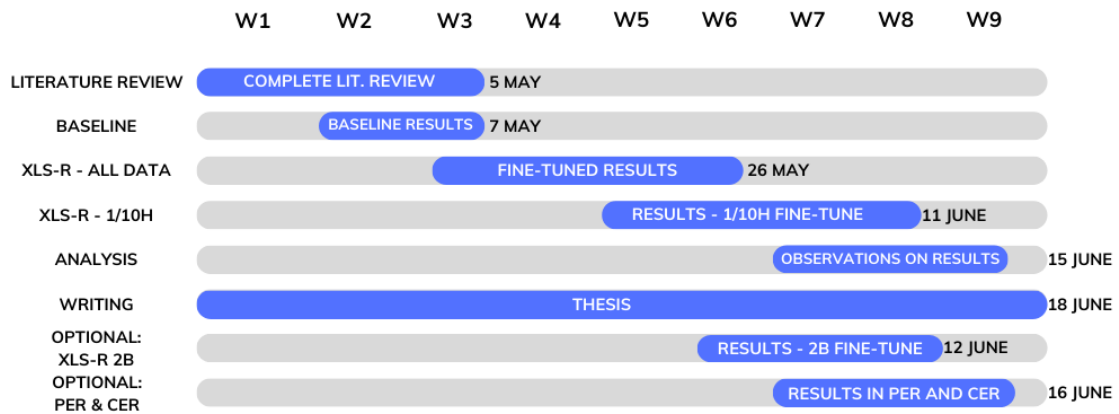 W1 W2 W3 W4 W5 W6 W7 W8 W9
LITERATURE REVIEW COMPLETE LIT. REVIEW 5 MAY
BASELINE BASELINE RESULTS 7 MAY
XLS-R - ALL DATA FINE-TUNED RESULTS 26 MAY
XLS-R - 1/10H RESULTS - 1/10H FINE-TUNE 11 JUNE
ANALYSIS OBSERVATIONS ON RESULTS 15 JUNE
WRITING THESIS 18 JUNE
OPTIONAL:
XLS-R 2B RESULTS - 2B FINE-TUNE 12 JUNE
OPTIONAL:
PER & CER RESULTS IN PER AND CER 16 JUNE